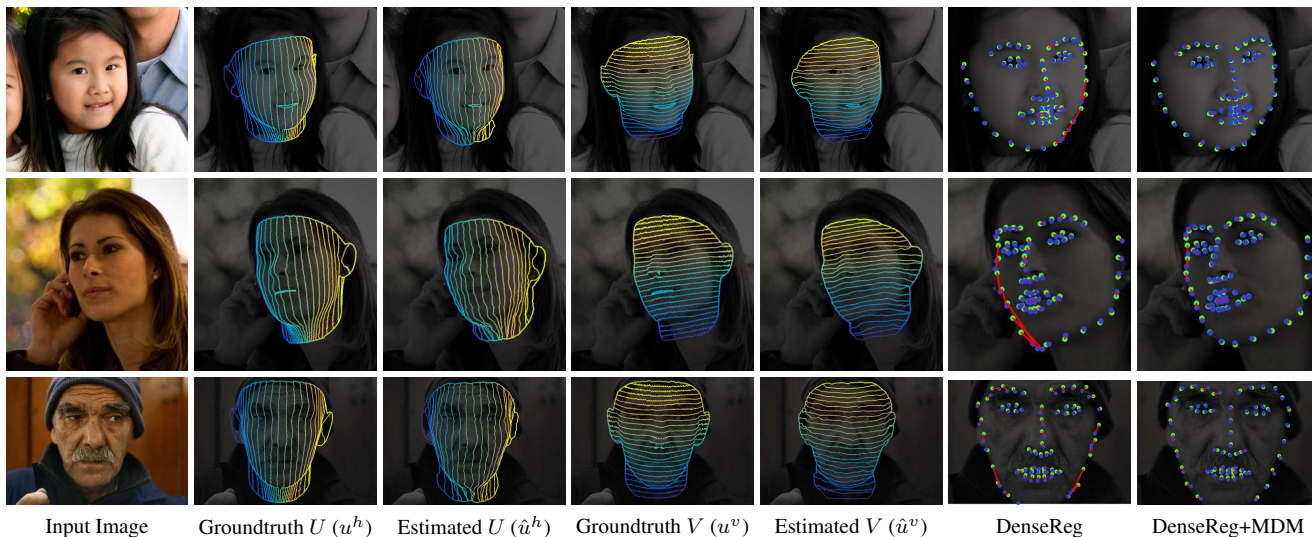 Input Image Groundtruth U (u^h) Estimated U (û^h) Groundtruth V (u^v) Estimated V (û^v) DenseReg DenseReg+MDM